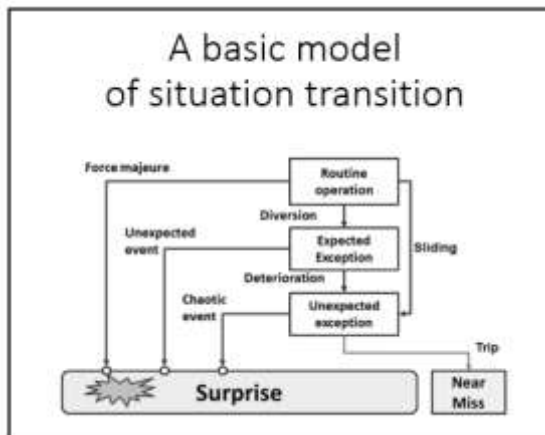 A basic model
of situation transition
Force majeure
Routine
operation
Diversion
Unexpected
event
Expected
Exception
Sliding
Deterioration
Chaotic
event
Unexpected
exception
Trip
Surprise
Near
Miss